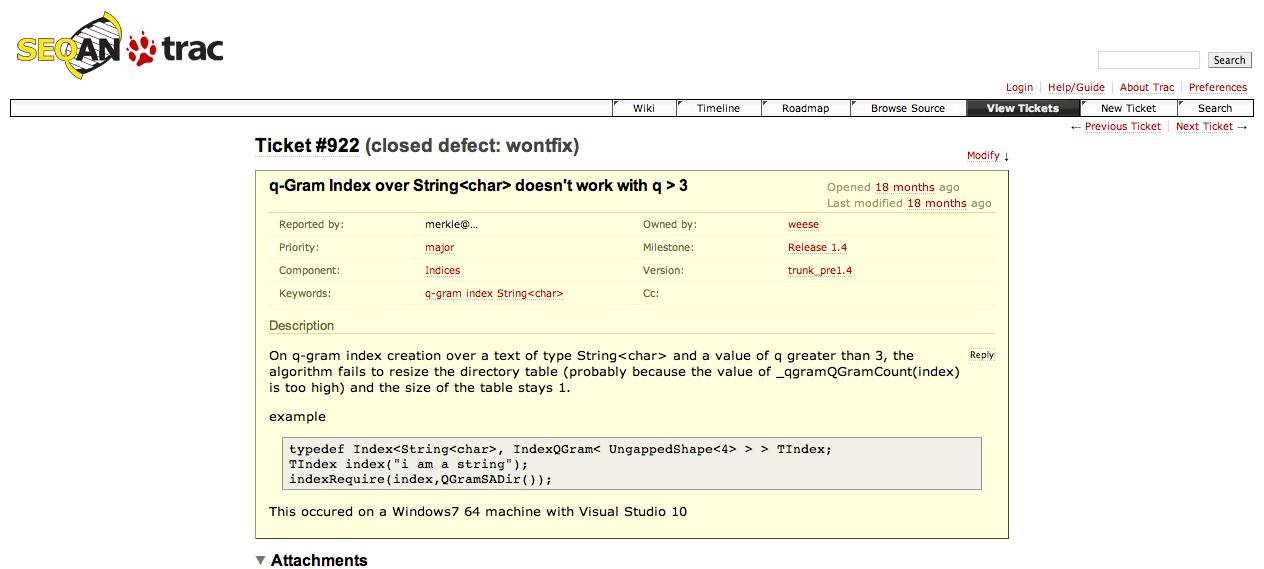 SEQAN trac
Search
Login Help/Guide About Trac Preferences
Wiki Timeline Roadmap Browse Source View Tickets New Ticket Search
← Previous Ticket Next Ticket →
Ticket #922 (closed defect: wontfix)
Modify ↓
q-Gram Index over String<char> doesn't work with q > 3
Opened 18 months ago
Last modified 18 months ago
Reported by: merkle@... Owned by: weese
Priority: major Milestone: Release 1.4
Component: Indices Version: trunk_pre1.4
Keywords: q-gram index String<char> Cc:
Description
On q-gram index creation over a text of type String<char> and a value of q greater than 3, the
Reply
algorithm fails to resize the directory table (probably because the value of _qgramQGramCount(index)
is too high) and the size of the table stays 1.
example
typedef Index<String<char>, IndexQGram< UngappedShape<4> > > TIndex;
TIndex index("i am a string");
indexRequire(index,QGramSADir());
This occured on a Windows7 64 machine with Visual Studio 10
▼ Attachments